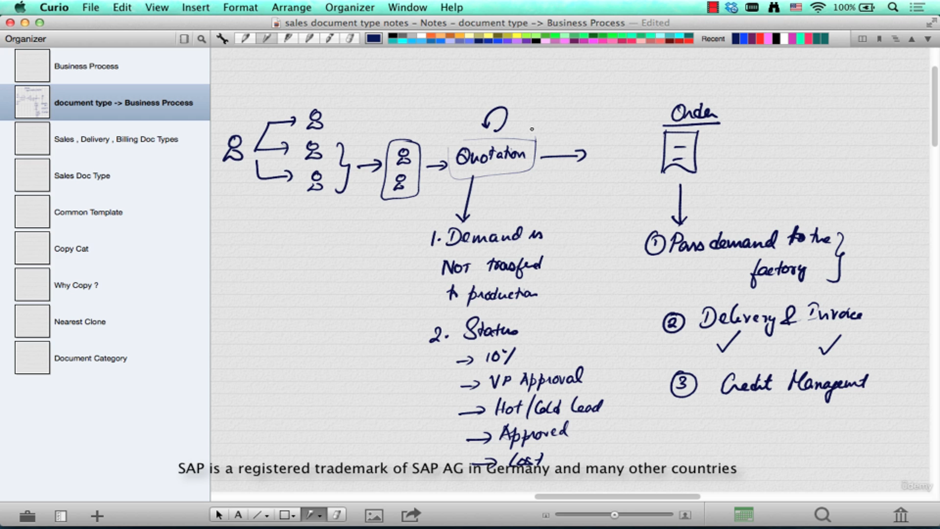 Curio File Edit View Insert Format Arrange Organizer Window Help 100%
sales document type notes - Notes - document type -> Business Process — Edited
Organizer
Recent
Business Process
document type -> Business Process
Sales , Delivery , Billing Doc Types
Sales Doc Type
Common Template
Copy Cat
Why Copy ?
Nearest Clone
Document Category
Quotation
1. Demand is
NOT
to production
2. Status
→ 10%
→ VP Approval
→ Hot/Cold Lead
→ Approved
→ Lost
Order
① Pass demand to the
factory
② Delivery & Invoice
③ Credit
SAP is a registered trademark of SAP AG in Germany and many other countries
A
Udemy